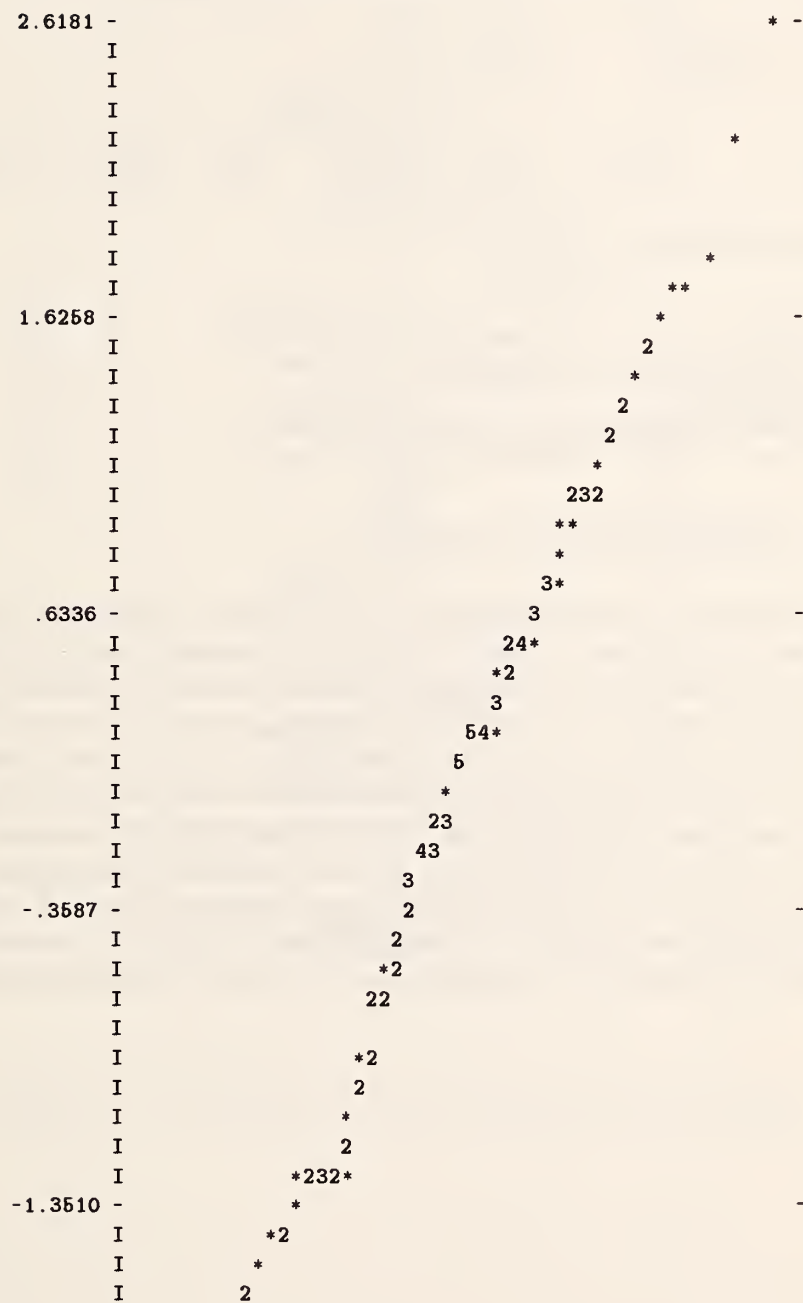 2.6181 - * -
I
I
I
I *
I
I
I
I *
I **
1.6258 - * -
I 2
I *
I 2
I 2
I *
I 232
I **
I *
I 3*
.6336 - 3 -
I 24*
I *2
I 3
I 54*
I 5
I *
I 23
I 43
I 3
-.3587 - 2 -
I 2
I *2
I 22
I
I *2
I 2
I *
I 2
I *232*
-1.3510 - * -
I *2
I *
I 2